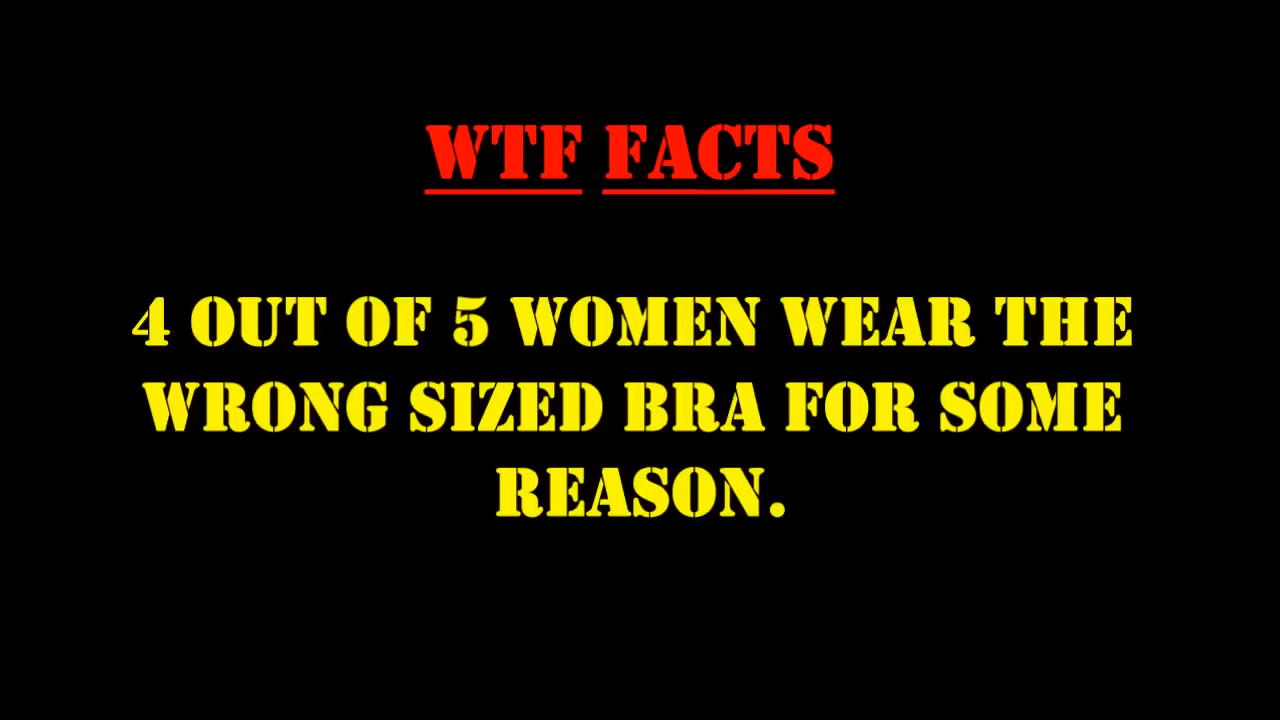 WTF FACTS
4 OUT OF 5 WOMEN WEAR THE
WRONG SIZED BRA FOR SOME
REASON.